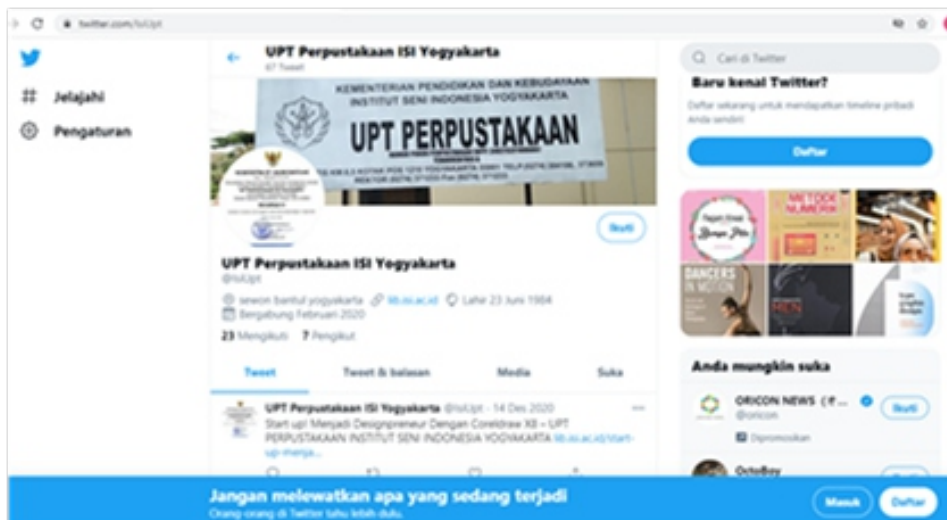 twitter.com/IsiUpt
Jelajahi
Pengaturan
UPT Perpustakaan ISI Yogyakarta
67 Tweet
KEMENTERIAN PENDIDIKAN DAN KEBUDAYAAN
INSTITUT SENI INDONESIA YOGYAKARTA
UPT PERPUSTAKAAN
Ikuti
UPT Perpustakaan ISI Yogyakarta
@IsiUpt
sewon bantul yogyakarta lib.isi.ac.id Lahir 23 Juni 1984
Bergabung Februari 2020
23 Mengikuti 7 Pengikut
Tweet Tweet & balasan Media Suka
UPT Perpustakaan ISI Yogyakarta @IsiUpt · 14 Des 2020
Start up! Menjadi Designpreneur Dengan Coreldraw X8 – UPT
PERPUSTAKAAN INSTITUT SENI INDONESIA YOGYAKARTA lib.isi.ac.id/start-
up-menja...
Cari di Twitter
Baru kenal Twitter?
Daftar sekarang untuk mendapatkan timeline pribadi
Anda sendiri!
Daftar
METODE
NUMERIK
DANCERS
IN MOTION
MEN
Anda mungkin suka
ORICON NEWS
@oricon
Ikuti
Dipromosikan
OctoBoy
Jangan melewatkan apa yang sedang terjadi
Orang-orang di Twitter tahu lebih dulu.
Masuk
Daftar